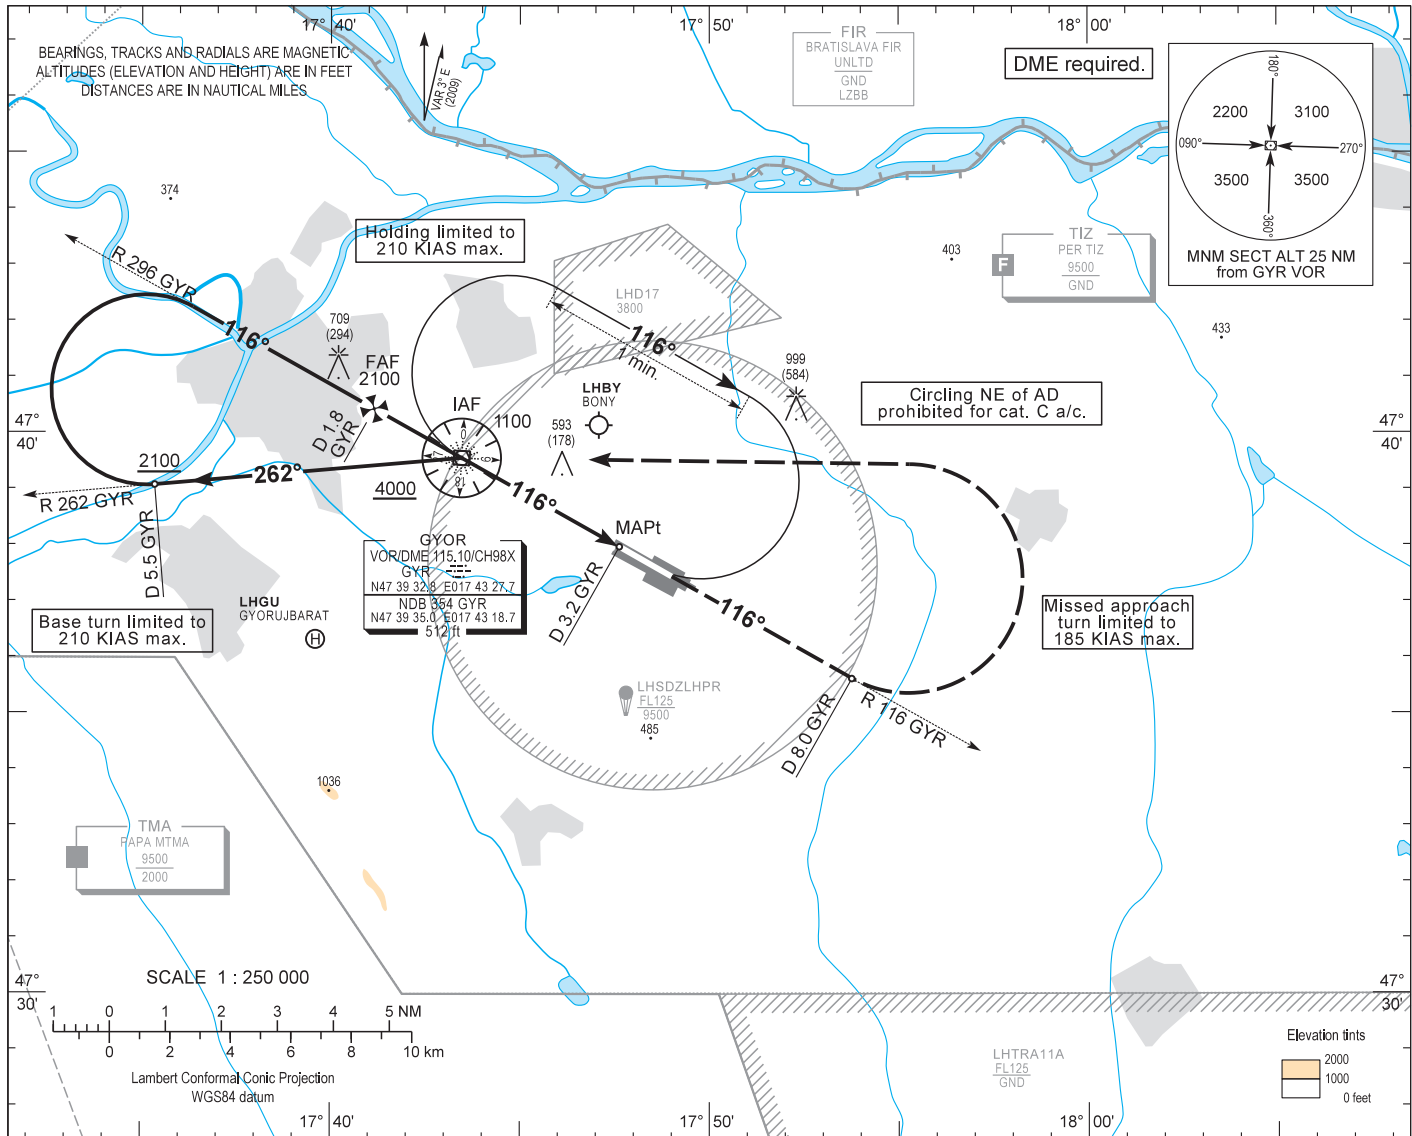 17° 40'
17° 50'
18° 00'
BEARINGS, TRACKS AND RADIALS ARE MAGNETIC
ALTITUDES (ELEVATION AND HEIGHT) ARE IN FEET
DISTANCES ARE IN NAUTICAL MILES
VAR 3° E
(2009)
FIR
BRATISLAVA FIR
UNLTD
GND
LZBB
DME required.
180°
2200
3100
090°
270°
3500
3500
360°
MNM SECT ALT 25 NM
from GYR VOR
374
Holding limited to
210 KIAS max.
403
TIZ
PER TIZ
9500
GND
F
R 296 GYR
LHD17
3800
433
116°
709
(294)
116°
1 min.
FAF
2100
999
(584)
LHBY
BONY
Circling NE of AD
prohibited for cat. C a/c.
D 1.8
GYR
IAF
1100
593
(178)
47°
40'
47°
40'
0
9
18
2100
262°
4000
R 262 GYR
116°
MAPt
D 5.5 GYR
GYOR
VOR/DME 115.10/CH98X
GYR
N47 39 32.8 E017 43 27.7
NDB 354 GYR
N47 39 35.0 E017 43 18.7
512 ft
D 3.2 GYR
LHGU
GYORUJBARAT
H
Base turn limited to
210 KIAS max.
116°
Missed approach
turn limited to
185 KIAS max.
LHSDZLHPR
FL125
9500
485
D 8.0 GYR
R 116 GYR
1036
TMA
PAPA MTMA
9500
2000
47°
30'
47°
30'
SCALE 1 : 250 000
1 0 1 2 3 4 5 NM
0 2 4 6 8 10 km
Lambert Conformal Conic Projection
WGS84 datum
LHTRA11A
FL125
GND
Elevation tints
2000
1000
0 feet
17° 40'
17° 50'
18° 00'